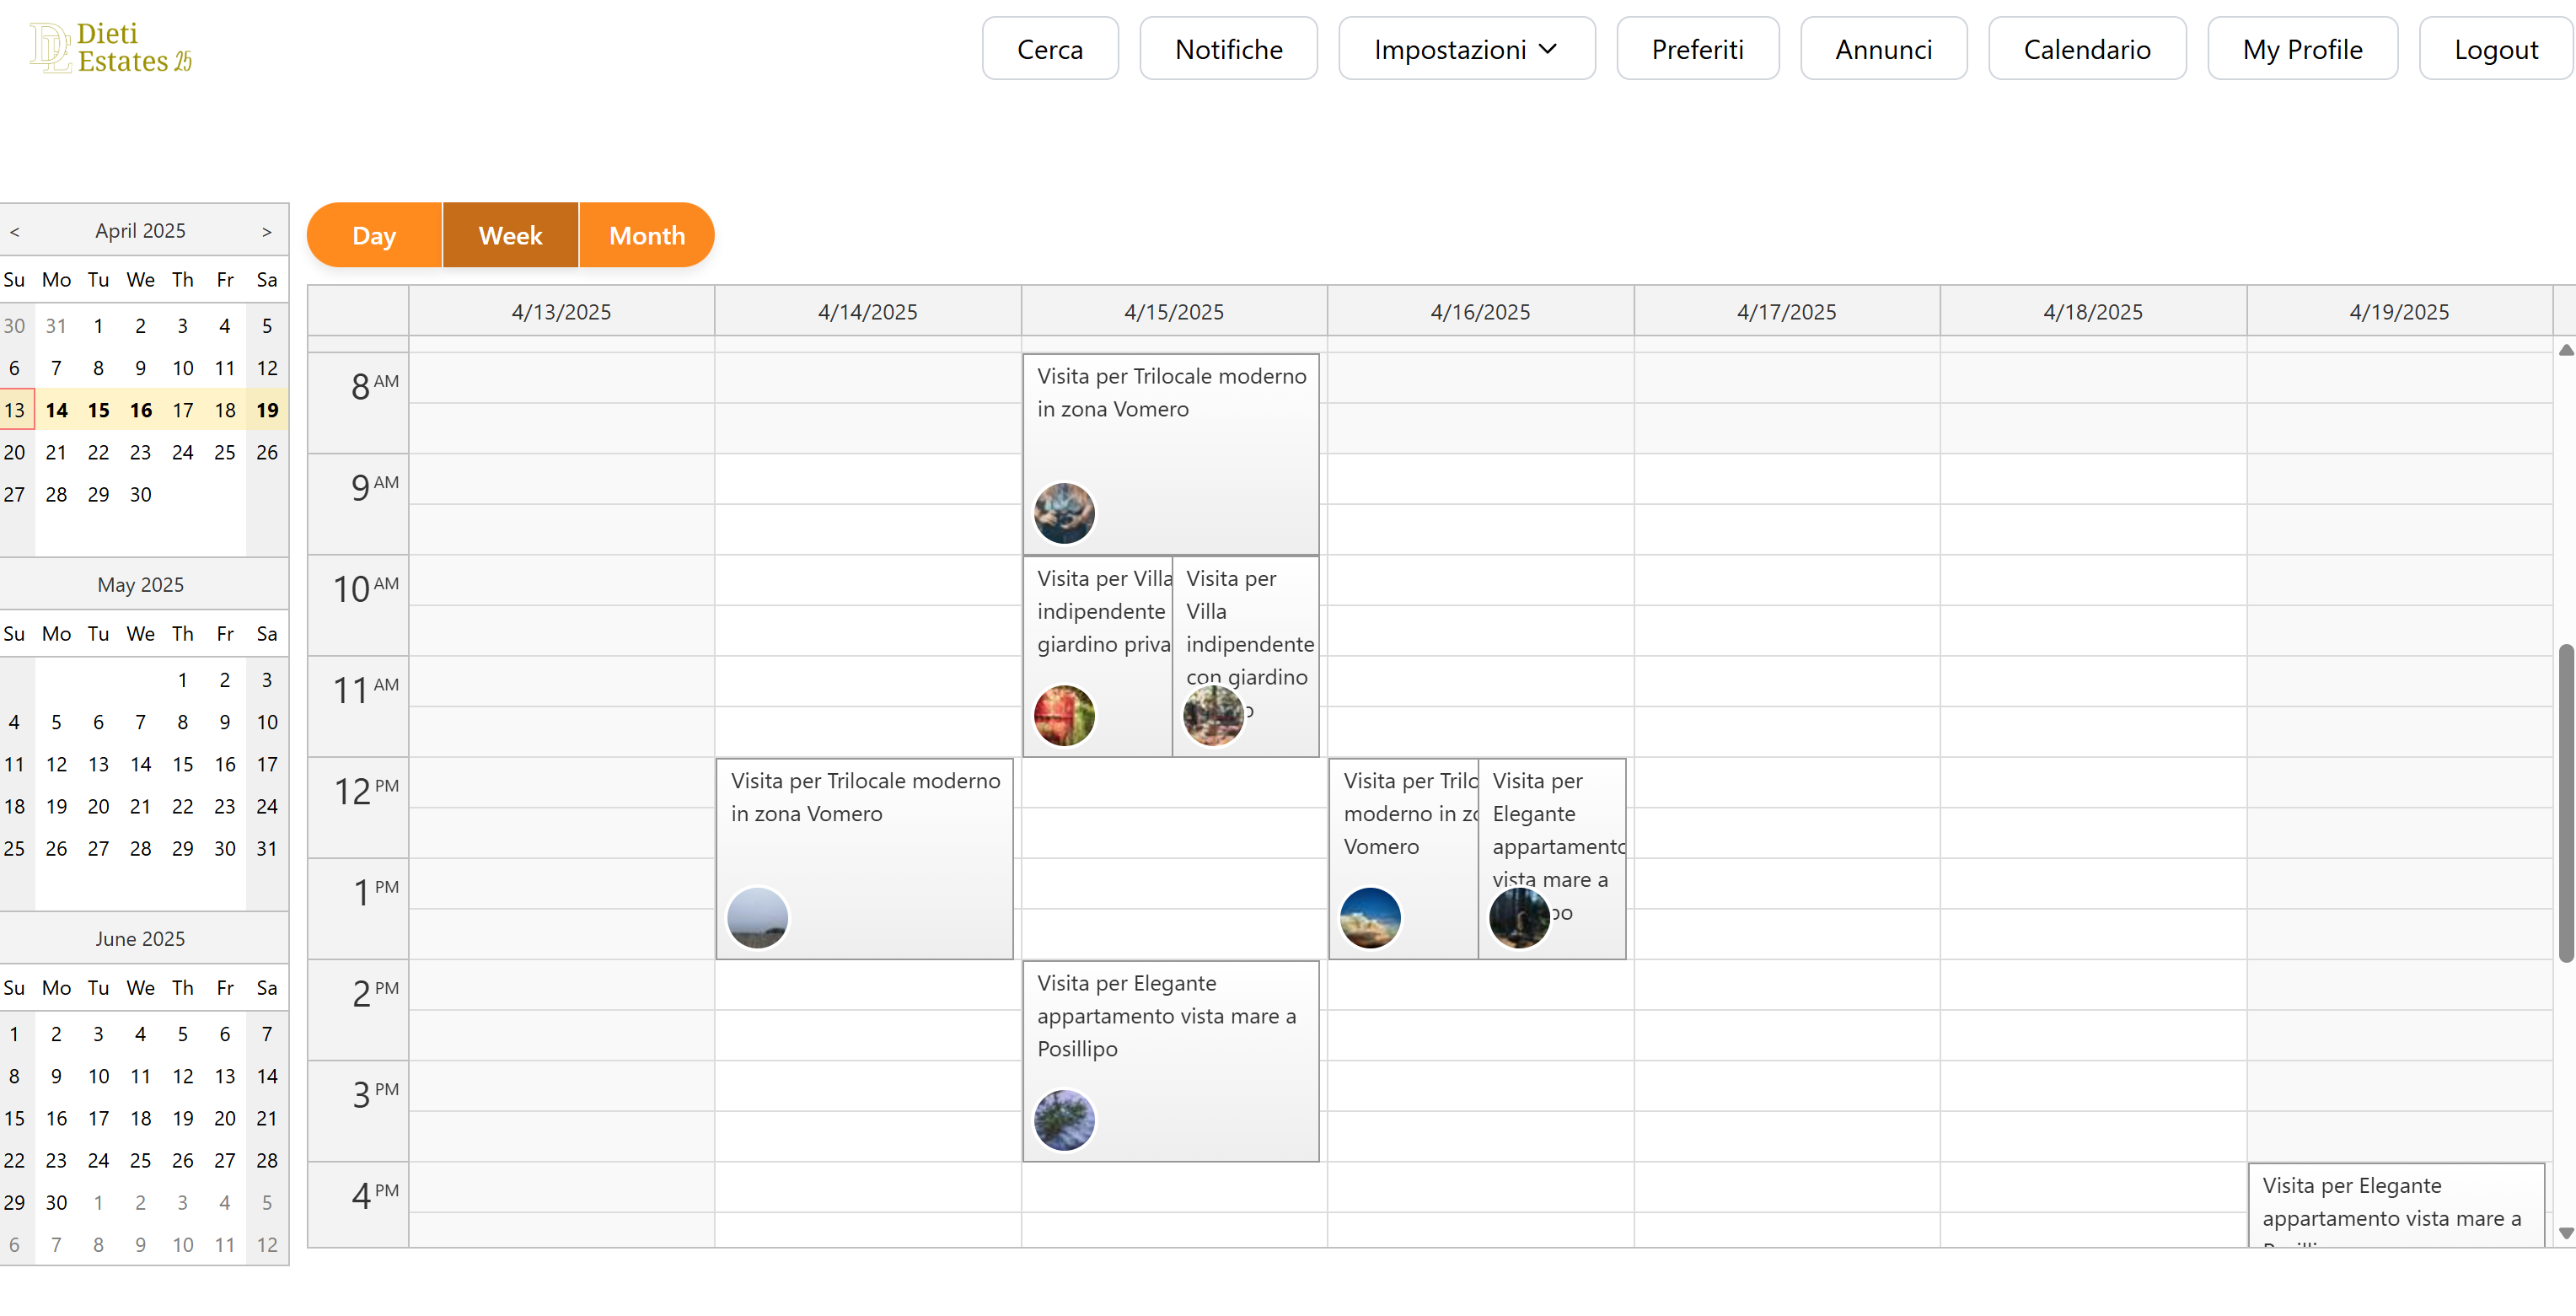 Dieti
Estates 25
Cerca
Notifiche
Impostazioni
Preferiti
Annunci
Calendario
My Profile
Logout
< April 2025 >
Su Mo Tu We Th Fr Sa
30 31 1 2 3 4 5
6 7 8 9 10 11 12
13 14 15 16 17 18 19
20 21 22 23 24 25 26
27 28 29 30
May 2025
Su Mo Tu We Th Fr Sa
1 2 3
4 5 6 7 8 9 10
11 12 13 14 15 16 17
18 19 20 21 22 23 24
25 26 27 28 29 30 31
June 2025
Su Mo Tu We Th Fr Sa
1 2 3 4 5 6 7
8 9 10 11 12 13 14
15 16 17 18 19 20 21
22 23 24 25 26 27 28
29 30 1 2 3 4 5
6 7 8 9 10 11 12
Day
Week
Month
4/13/2025
4/14/2025
4/15/2025
4/16/2025
4/17/2025
4/18/2025
4/19/2025
8 AM
Visita per Trilocale moderno
in zona Vomero
9 AM
10 AM
Visita per Villa
indipendente
giardino priva
Visita per
Villa
indipendente
con giardino
11 AM
12 PM
Visita per Trilocale moderno
in zona Vomero
Visita per Trilo
moderno in zo
Vomero
Visita per
Elegante
appartamento
vista mare a
1 PM
2 PM
Visita per Elegante
appartamento vista mare a
Posillipo
3 PM
4 PM
Visita per Elegante
appartamento vista mare a